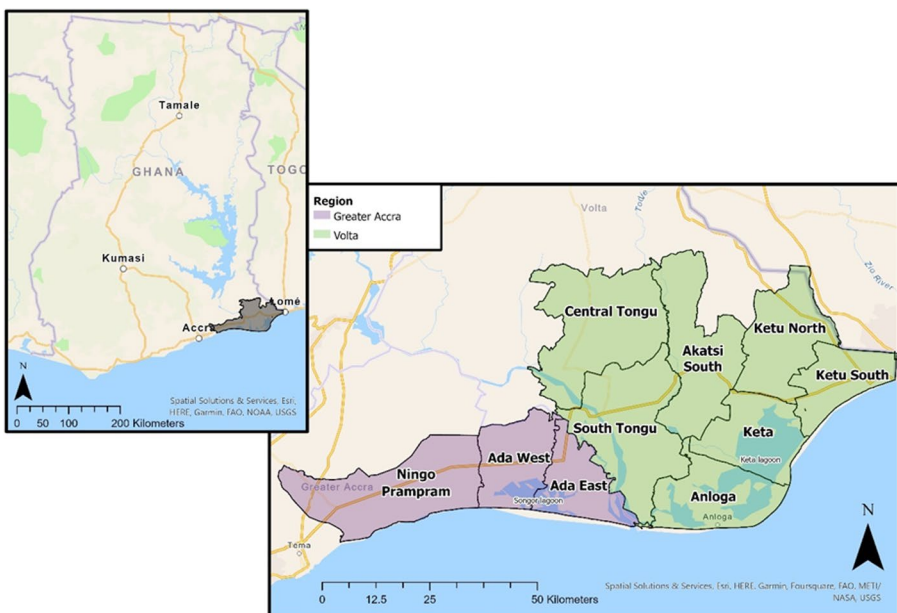 Tamale
GHANA
TOGO
Kumasi
Lomé
Accr
N
Spatial Solutions & Services, Esri,
HERE, Garmin, FAO, NOAA, USGS
0 50 100 200 Kilometers
Region
Greater Accra
Volta
Volta
Todzie
Zio River
Central Tongu
Ketu North
Akatsi
South
Ketu South
South Tongu
Keta
Keta lagoon
Ada West
Ningo
Prampram
Greater Accra
Ada East
Songor lagoon
Anloga
Anloga
Tema
N
0 12.5 25 50 Kilometers
Spatial Solutions & Services, Esri, HERE, Garmin, Foursquare, FAO, METI/
NASA, USGS